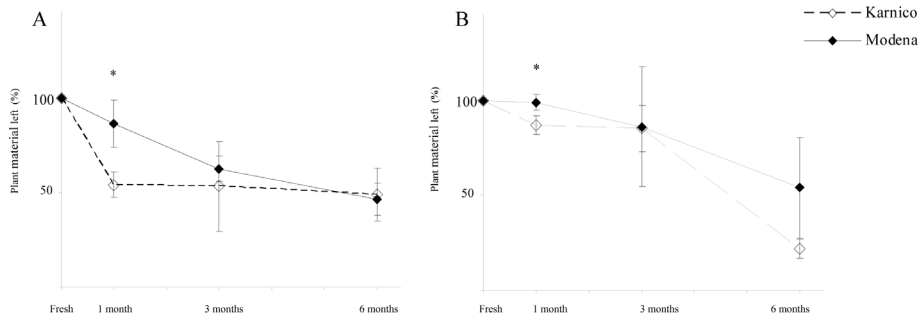 A
Plant material left (%)
100
50
*
Fresh
1 month
3 months
6 months
B
Plant material left (%)
100
50
*
Fresh
1 month
3 months
6 months
Karnico
Modena